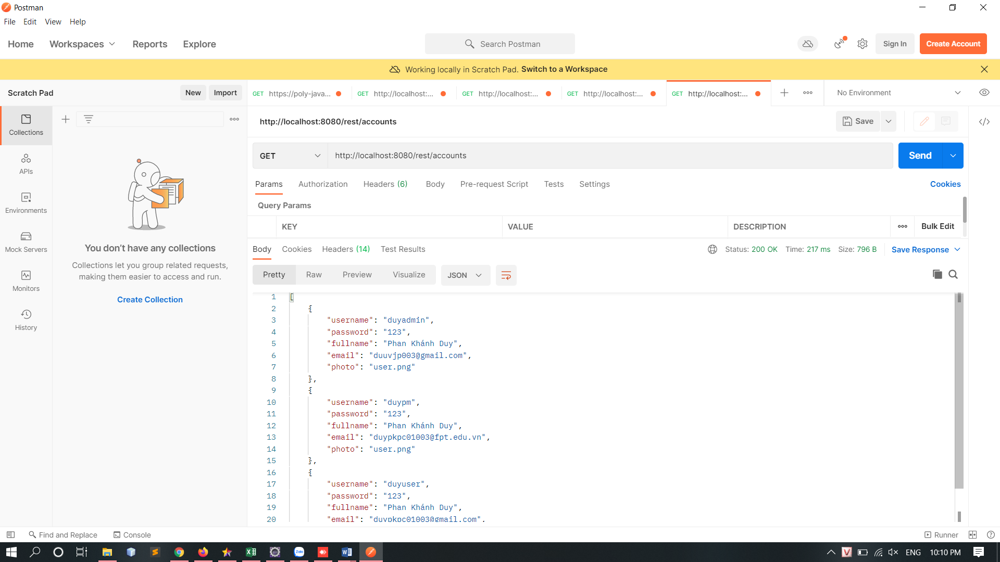 Postman
File Edit View Help
Home Workspaces Reports Explore Search Postman Sign In Create Account
Working locally in Scratch Pad. Switch to a Workspace
Scratch Pad New Import GET https://poly-java... GET http://localhost:... GET http://localhost:... GET http://localhost:... GET http://localhost:... No Environment
Collections
APIs
Environments
Mock Servers
Monitors
History
You don't have any collections
Collections let you group related requests,
making them easier to access and run.
Create Collection
http://localhost:8080/rest/accounts Save
GET http://localhost:8080/rest/accounts Send
Params Authorization Headers (6) Body Pre-request Script Tests Settings Cookies
Query Params
KEY VALUE DESCRIPTION Bulk Edit
Body Cookies Headers (14) Test Results Status: 200 OK Time: 217 ms Size: 796 B Save Response
Pretty Raw Preview Visualize JSON
1 [
2 {
3 "username": "duyadmin",
4 "password": "123",
5 "fullname": "Phan Khánh Duy",
6 "email": "duuvjp003@gmail.com",
7 "photo": "user.png"
8 },
9 {
10 "username": "duypm",
11 "password": "123",
12 "fullname": "Phan Khánh Duy",
13 "email": "duypkpc01003@fpt.edu.vn",
14 "photo": "user.png"
15 },
16 {
17 "username": "duyuser",
18 "password": "123",
19 "fullname": "Phan Khánh Duy",
20 "email": "duypkpc01003@gmail.com",
Find and Replace Console Runner
ENG 10:10 PM